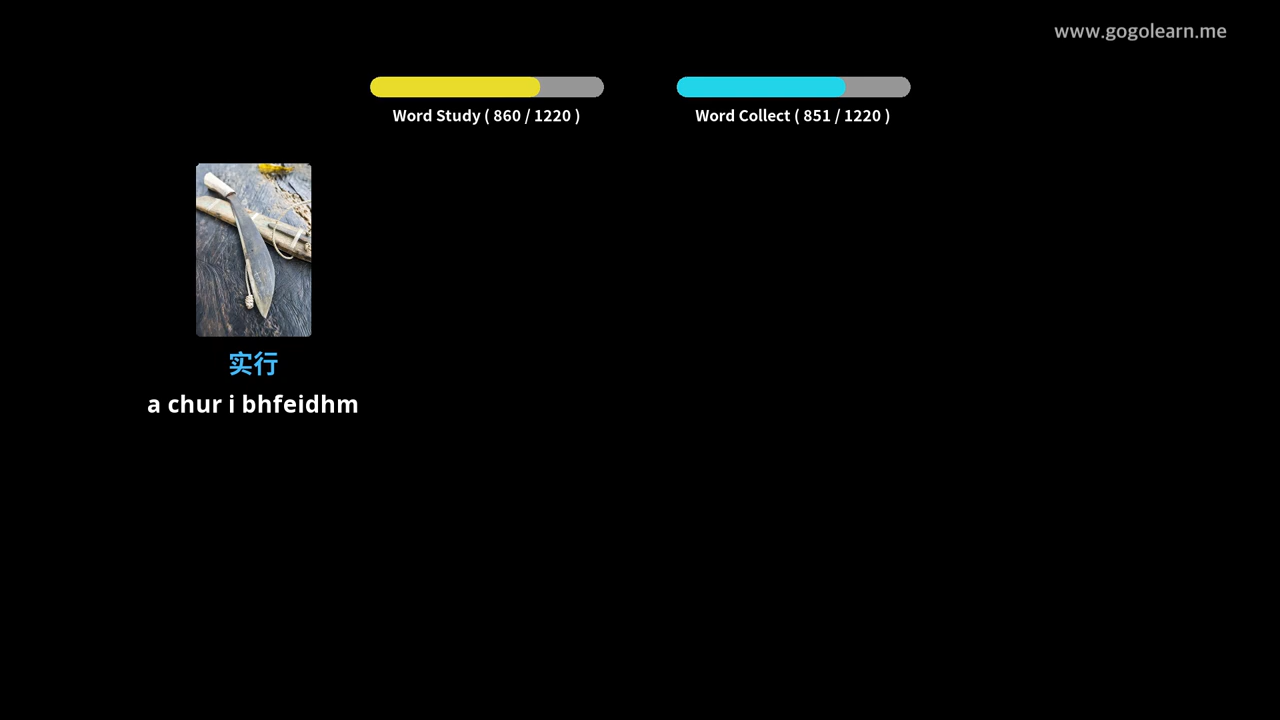 www.gogolearn.me
Word Study ( 860 / 1220 )
Word Collect ( 851 / 1220 )
实行
a chur i bhfeidhm